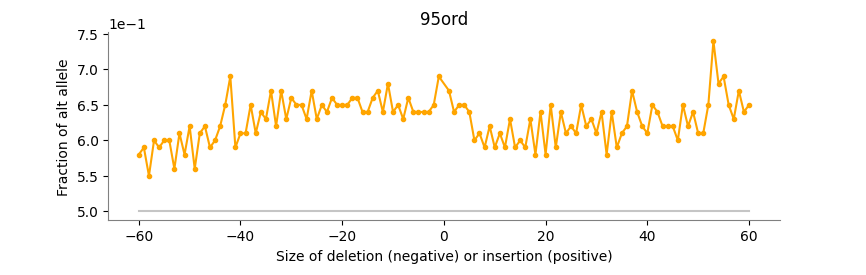 95ord
1e−1
Fraction of alt allele
7.5
7.0
6.5
6.0
5.5
5.0
−60 −40 −20 0 20 40 60
Size of deletion (negative) or insertion (positive)